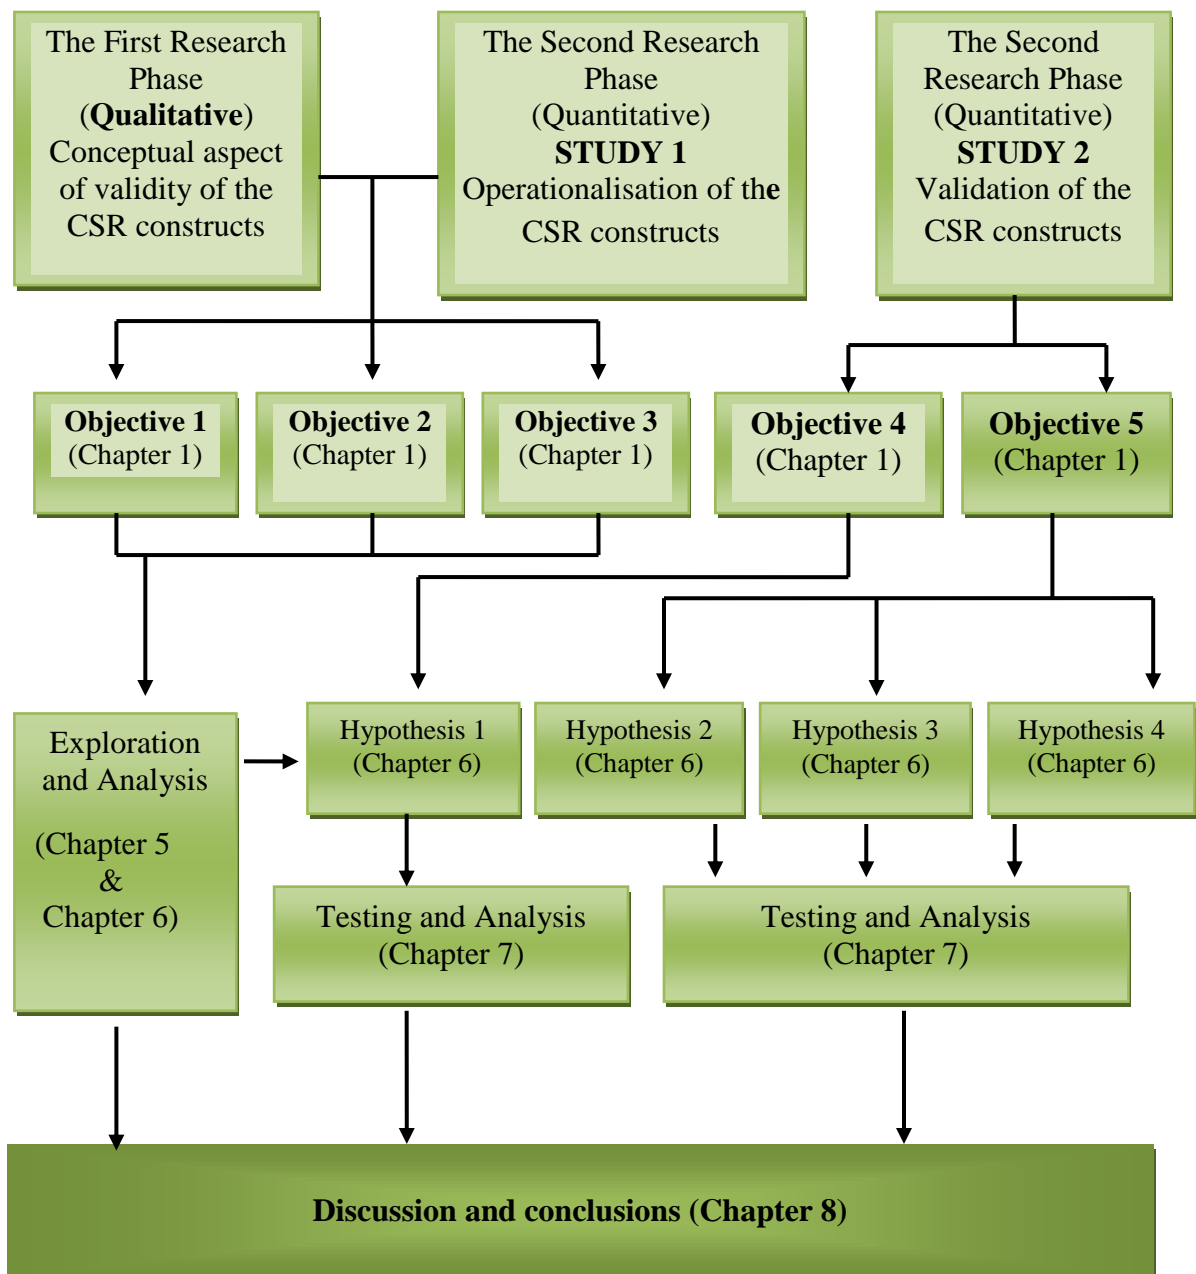 The First Research
Phase
(Qualitative)
Conceptual aspect
of validity of the
CSR constructs
The Second Research
Phase
(Quantitative)
STUDY 1
Operationalisation of the
CSR constructs
The Second
Research Phase
(Quantitative)
STUDY 2
Validation of the
CSR constructs
Objective 1
(Chapter 1)
Objective 2
(Chapter 1)
Objective 3
(Chapter 1)
Objective 4
(Chapter 1)
Objective 5
(Chapter 1)
Exploration
and Analysis
(Chapter 5
&
Chapter 6)
Hypothesis 1
(Chapter 6)
Hypothesis 2
(Chapter 6)
Hypothesis 3
(Chapter 6)
Hypothesis 4
(Chapter 6)
Testing and Analysis
(Chapter 7)
Testing and Analysis
(Chapter 7)
Discussion and conclusions (Chapter 8)